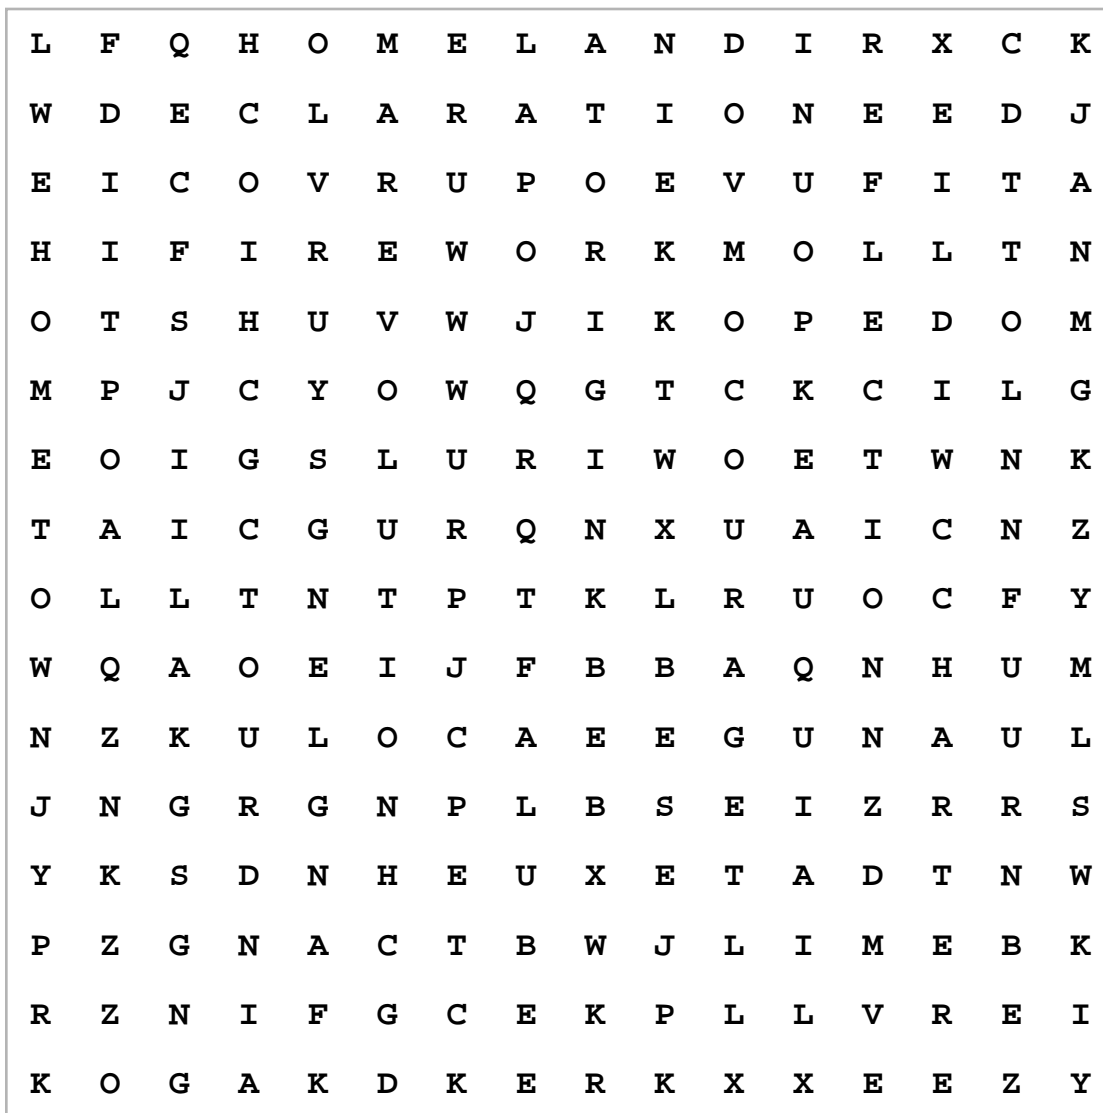 L F Q H O M E L A N D I R X C K
W D E C L A R A T I O N E E D J
E I C O V R U P O E V U F I T A
H I F I R E W O R K M O L L T N
O T S H U V W J I K O P E D O M
M P J C Y O W Q G T C K C I L G
E O I G S L U R I W O E T W N K
T A I C G U R Q N X U A I C N Z
O L L T N T P T K L R U O C F Y
W Q A O E I J F B B A Q N H U M
N Z K U L O C A E E G U N A U L
J N G R G N P L B S E I Z R R S
Y K S D N H E U X E T A D T N W
P Z G N A C T B W J L I M E B K
R Z N I F G C E K P L L V R E I
K O G A K D K E R K X X E E Z Y